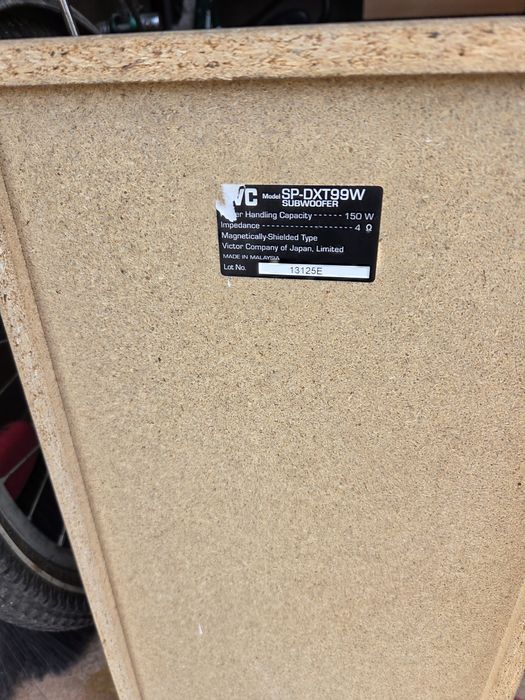 VC Model SP-DXT99W
SUBWOOFER
er Handling Capacity ------ 150 W
Impedance ---------------- 4 Ω
Magnetically-Shielded Type
Victor Company of Japan, Limited
MADE IN MALAYSIA
Lot No. 13125E